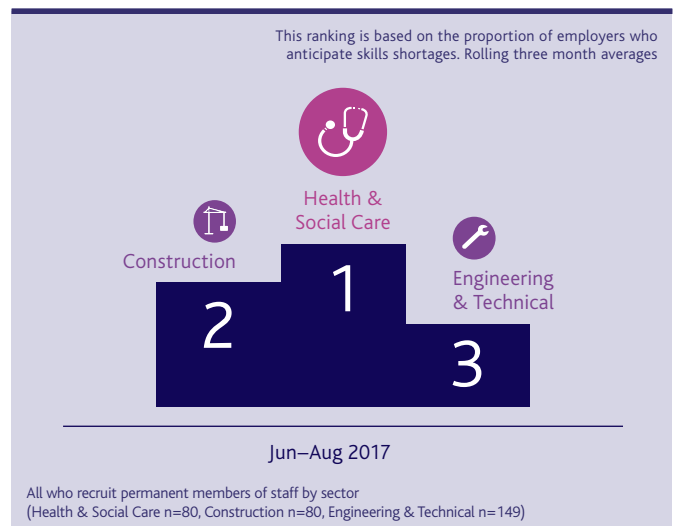 This ranking is based on the proportion of employers who
anticipate skills shortages. Rolling three month averages
Health &
Social Care
Construction
Engineering
& Technical
1
2
3
Jun–Aug 2017
All who recruit permanent members of staff by sector
(Health & Social Care n=80, Construction n=80, Engineering & Technical n=149)